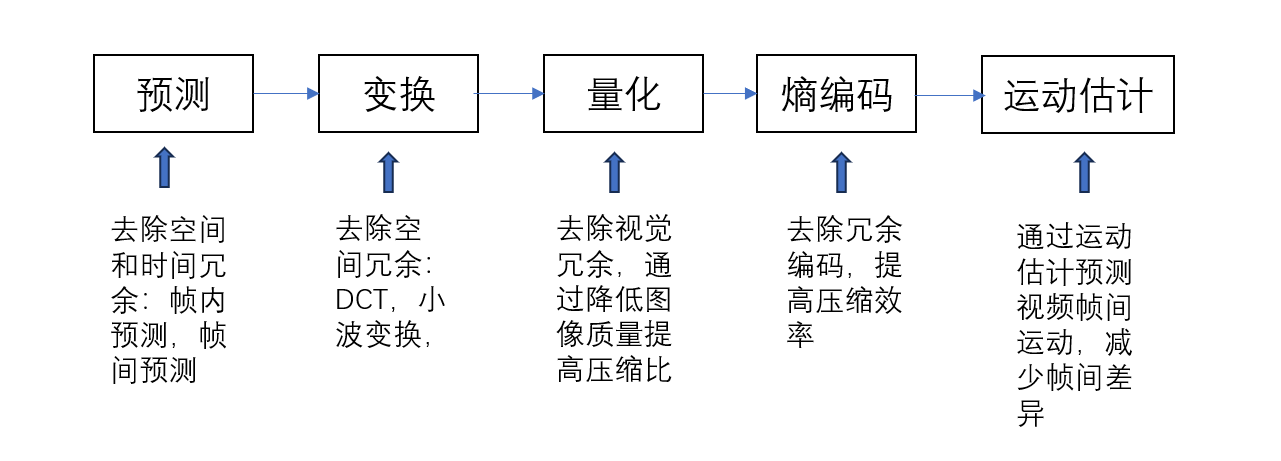 预测
变换
量化
熵编码
运动估计
去除空间
和时间冗
余：帧内
预测，帧
间预测
去除空
间冗余：
DCT，小
波变换，
去除视觉
冗余，通
过降低图
像质量提
高压缩比
去除冗余
编码，提
高压缩效
率
通过运动
估计预测
视频帧间
运动，减
少帧间差
异